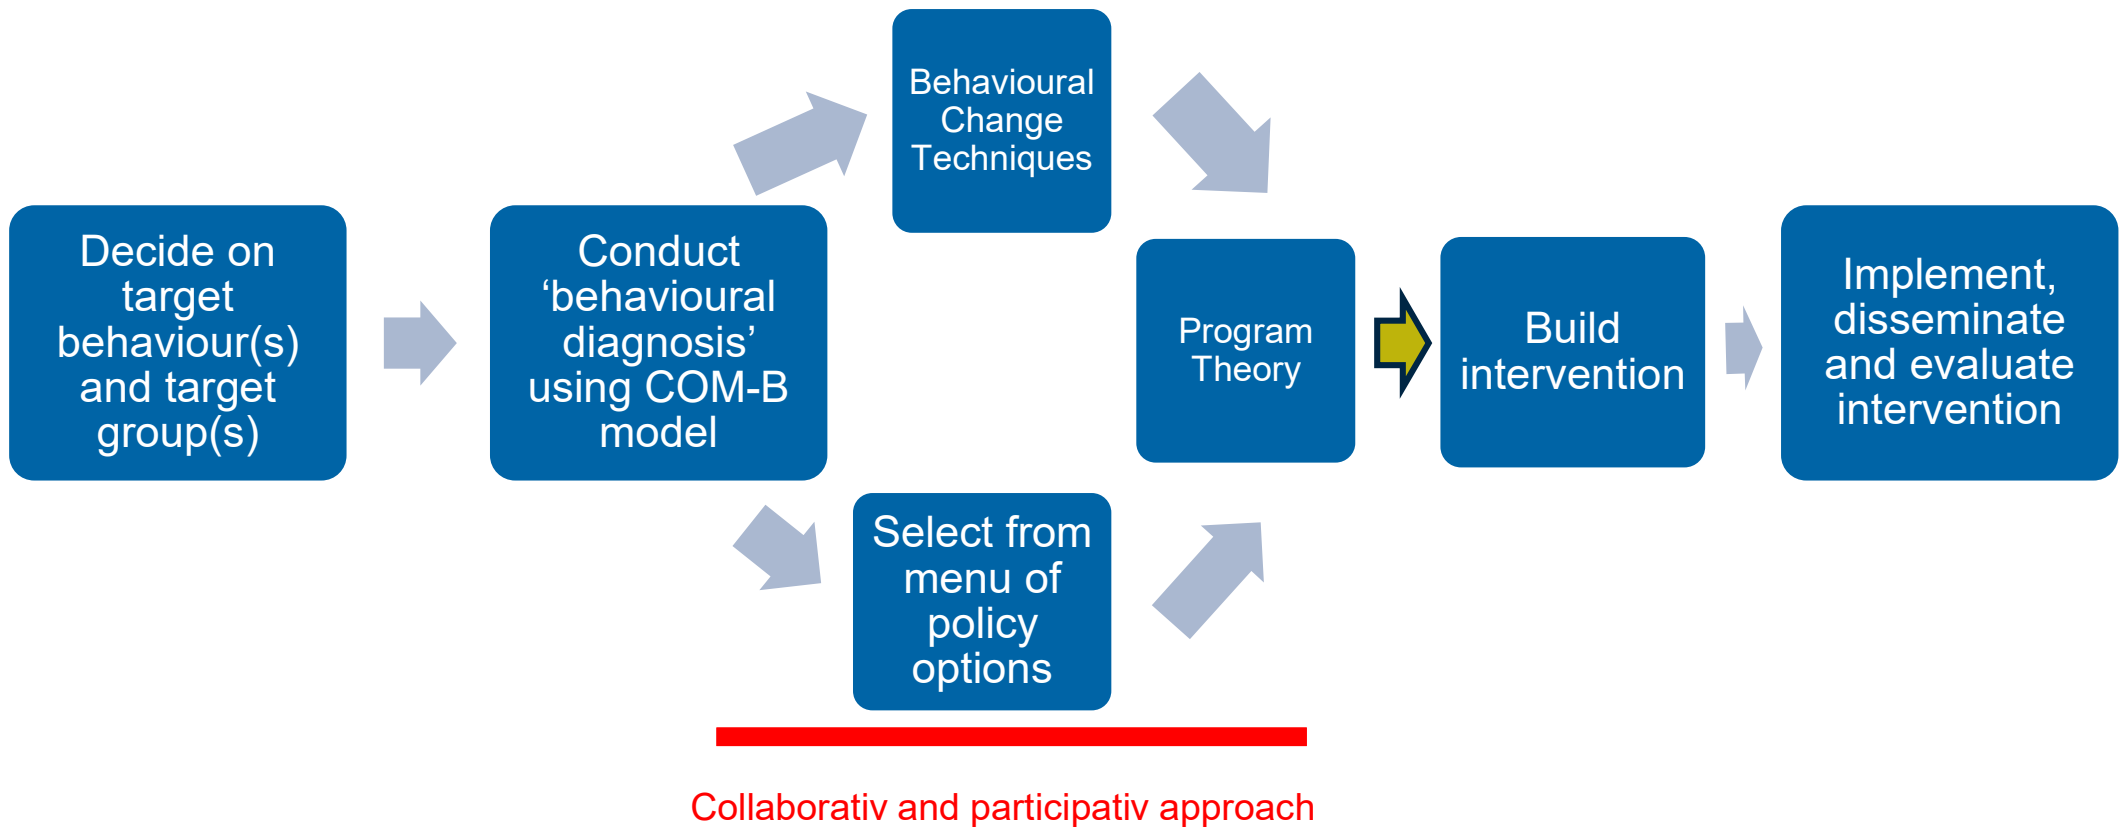 Decide on
target
behaviour(s)
and target
group(s)
Conduct
‘behavioural
diagnosis’
using COM-B
model
Behavioural
Change
Techniques
Select from
menu of
policy
options
Program
Theory
Build
intervention
Implement,
disseminate
and evaluate
intervention
Collaborativ and participativ approach